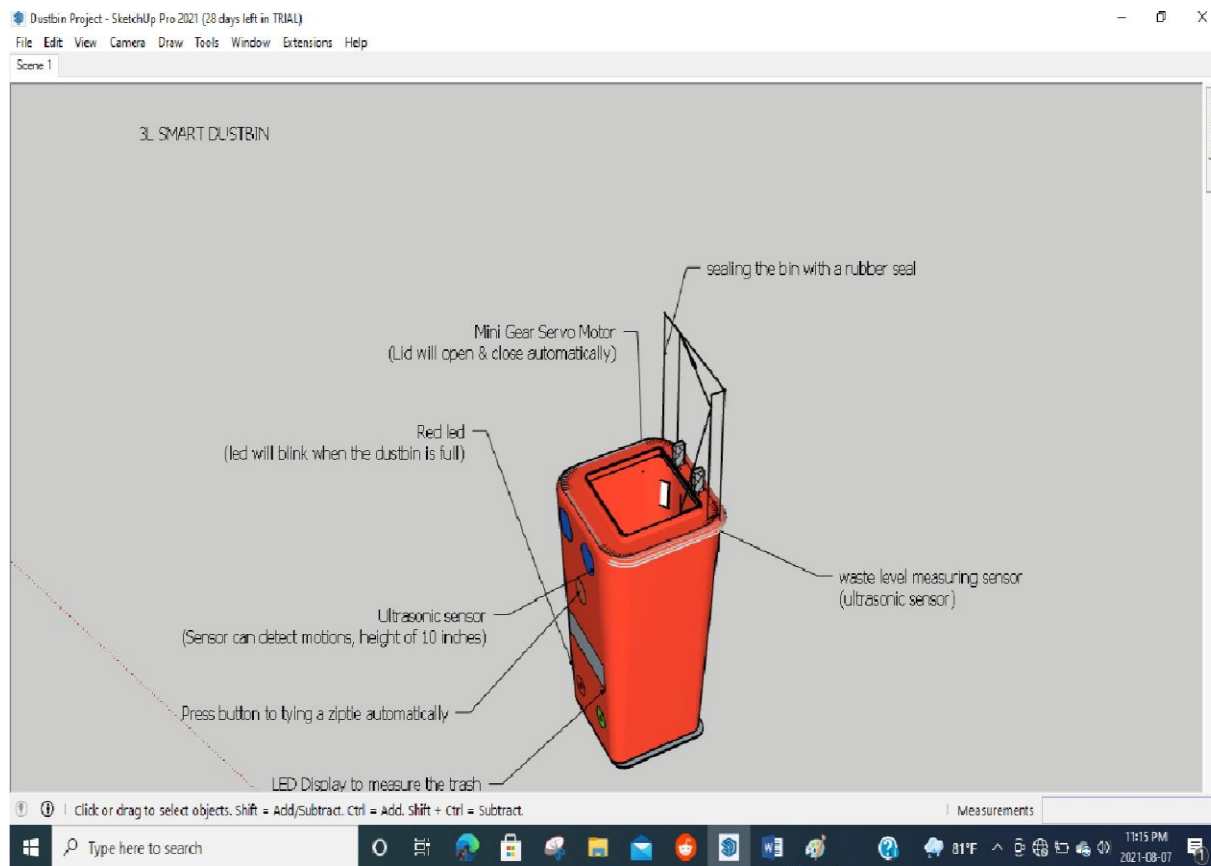 Dustbin Project - SketchUp Pro 2021 (28 days left in TRIAL)
File Edit View Camera Draw Tools Window Extensions Help
Scene 1
3L SMART DUSTBIN
sealing the bin with a rubber seal
Mini Gear Servo Motor
(Lid will open & close automatically)
Red led
(led will blink when the dustbin is full)
waste level measuring sensor
(ultrasonic sensor)
Ultrasonic sensor
(Sensor can detect motions, height of 10 inches)
Press button to tying a ziptie automatically
LED Display to measure the trash
Click or drag to select objects. Shift = Add/Subtract. Ctrl = Add. Shift + Ctrl = Subtract.
Measurements
Type here to search
81°F
11:15 PM
2021-08-07